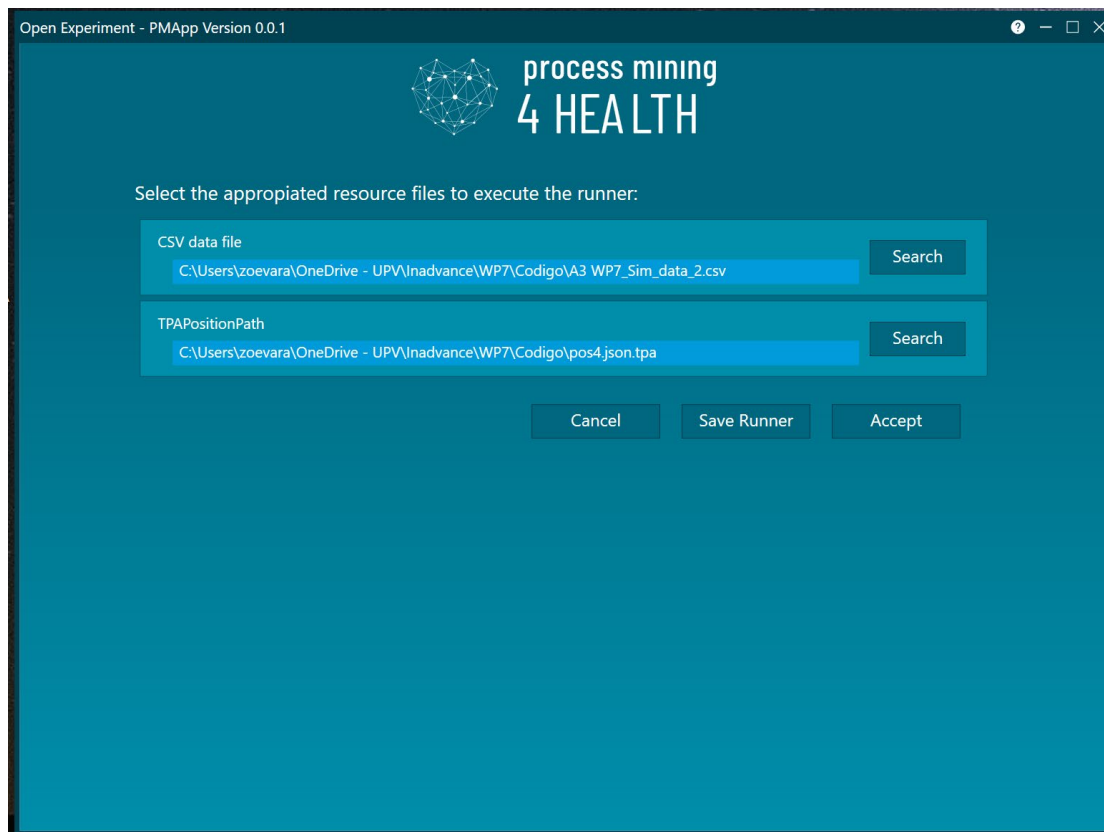 Open Experiment - PMApp Version 0.0.1
process mining
4 HEALTH
Select the appropiated resource files to execute the runner:
CSV data file
Search
C:\Users\zoevara\OneDrive - UPV\Inadvance\WP7\Codigo\A3 WP7_Sim_data_2.csv
TPAPositionPath
Search
C:\Users\zoevara\OneDrive - UPV\Inadvance\WP7\Codigo\pos4.json.tpa
Cancel Save Runner Accept